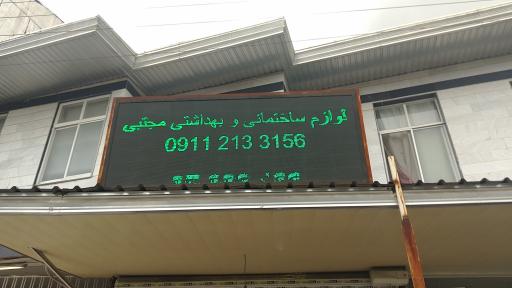 لوازم ساختمانی و بهداشتی مجتبی
0911 213 3156